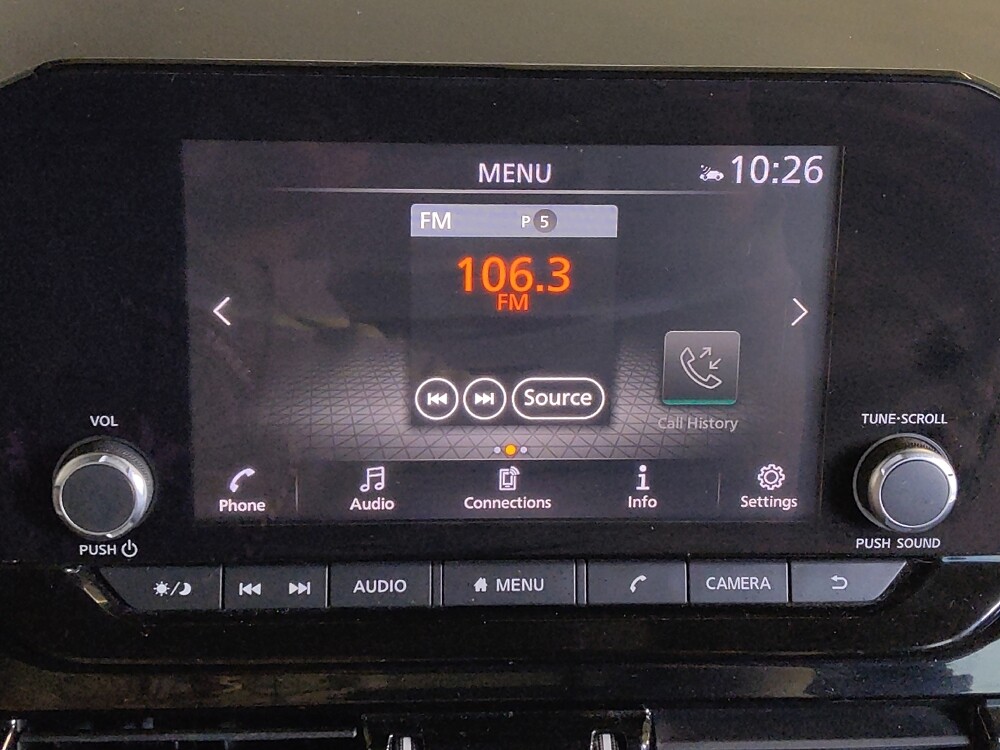 MENU
10:26
FM P 5
106.3
FM
Source
Call History
VOL
TUNE·SCROLL
Phone
Audio
Connections
Info
Settings
PUSH
PUSH SOUND
AUDIO
MENU
CAMERA